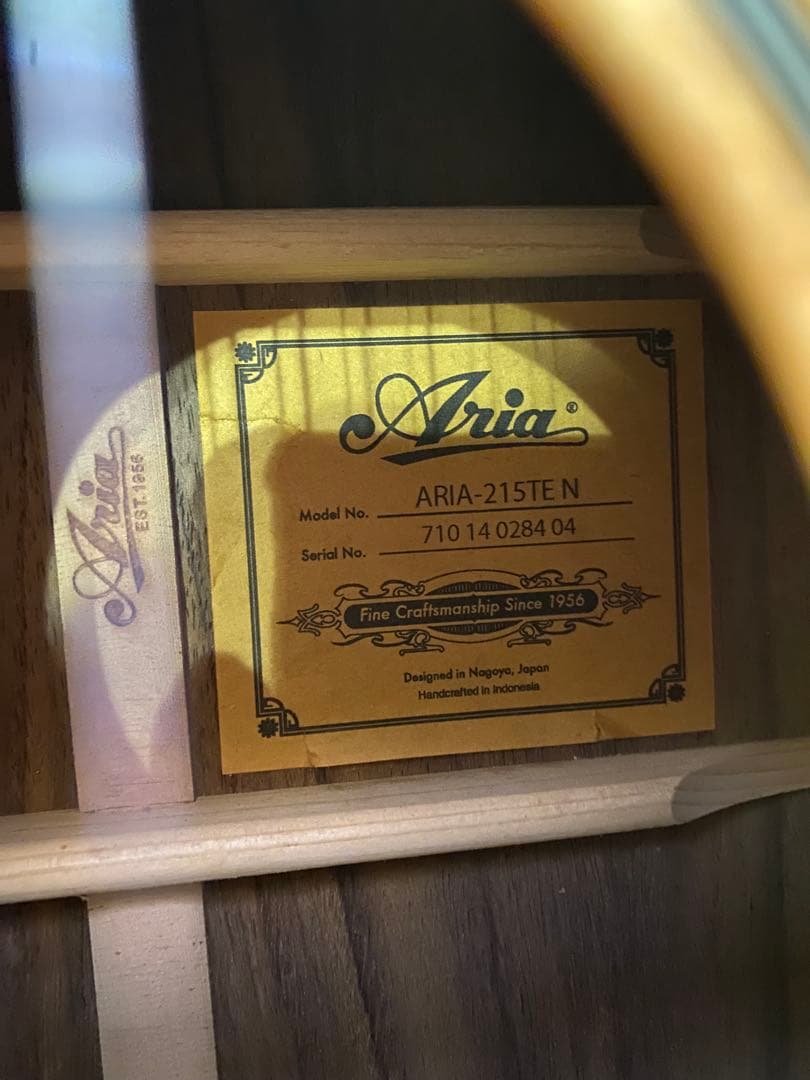 Aria®
Model No. ARIA-215TE N
Serial No. 710 14 0284 04
Fine Craftsmanship Since 1956
Designed in Nagoya, Japan
Handcrafted in Indonesia
Aria
EST.1956